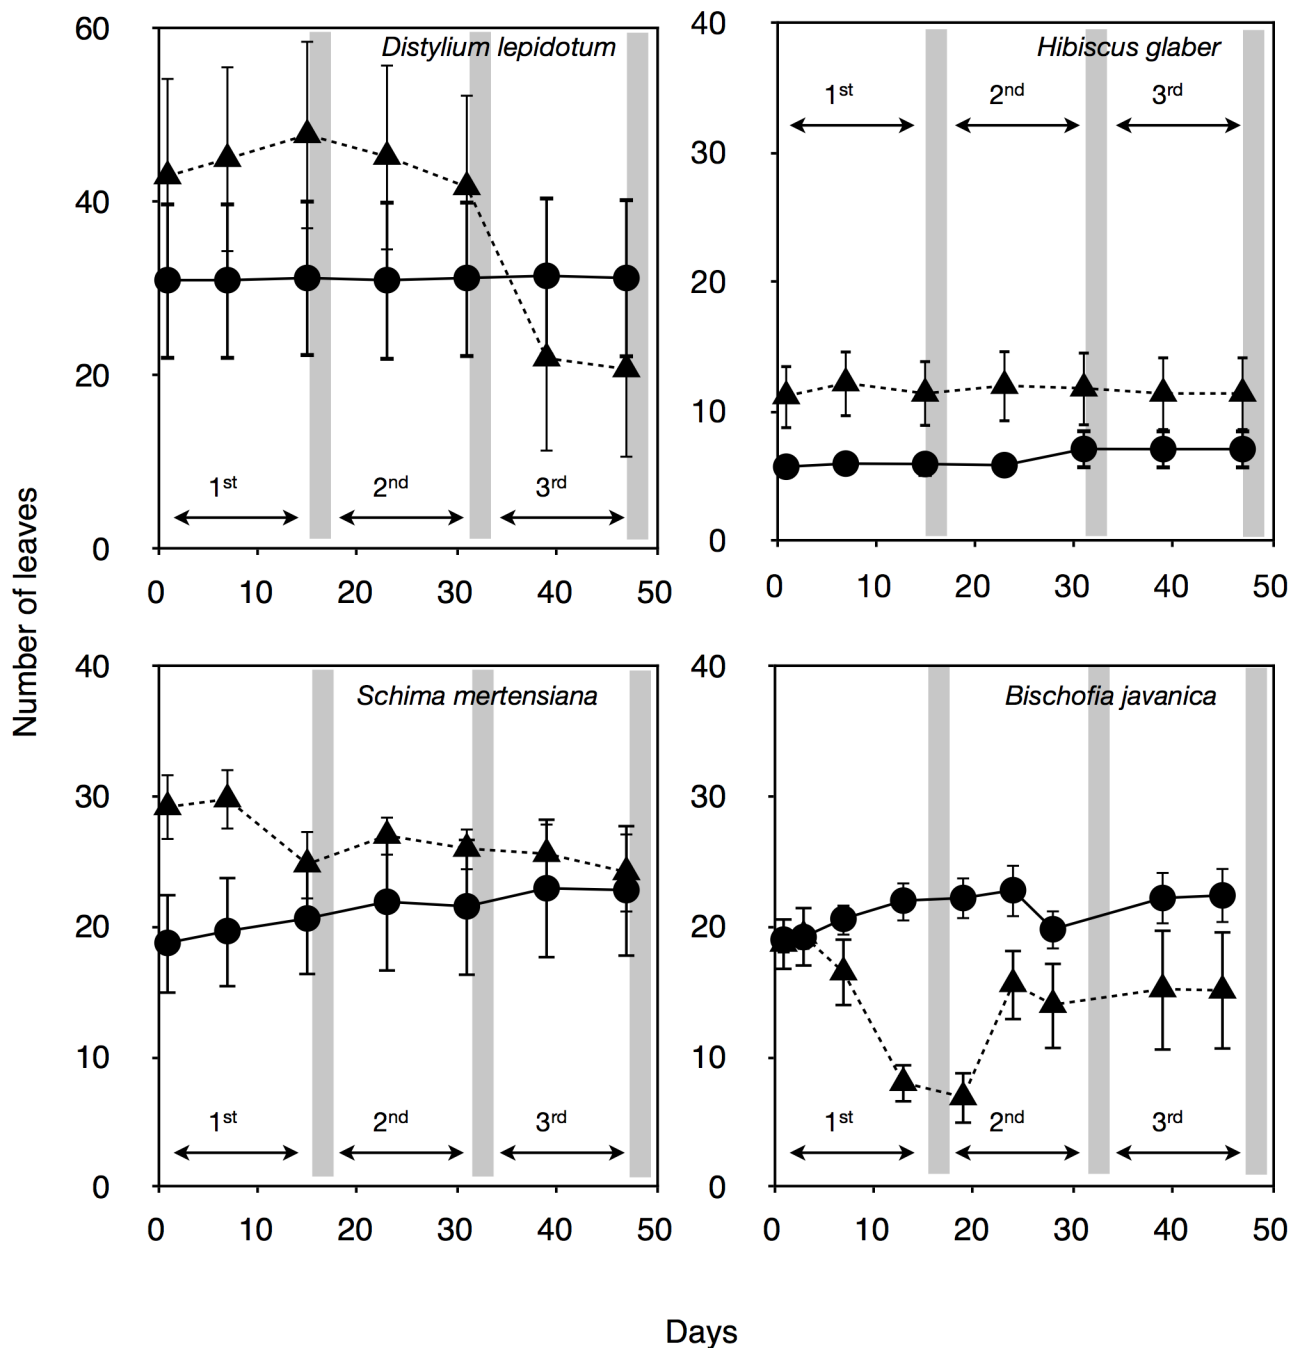 Number of leaves
60
40
20
0
Distylium lepidotum
1st
2nd
3rd
0 10 20 30 40 50
40
30
20
10
0
Hibiscus glaber
1st
2nd
3rd
0 10 20 30 40 50
40
30
20
10
0
Schima mertensiana
1st
2nd
3rd
0 10 20 30 40 50
40
30
20
10
0
Bischofia javanica
1st
2nd
3rd
0 10 20 30 40 50
Days